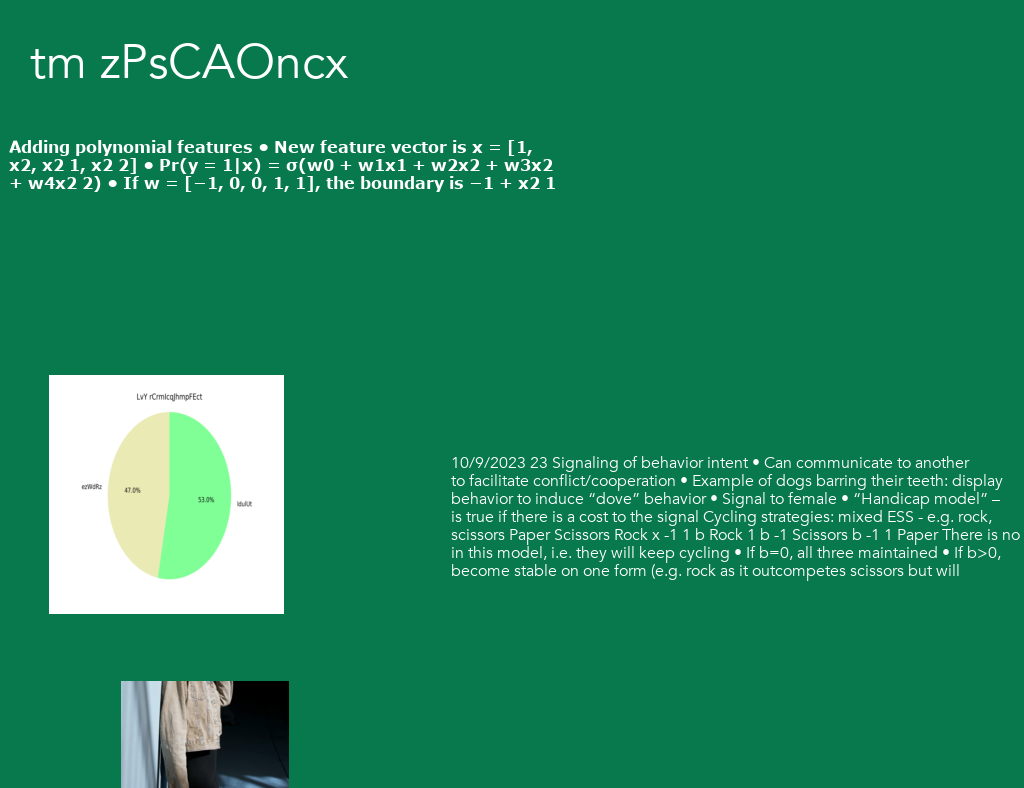 tm zPsCAOncx
Adding polynomial features • New feature vector is x = [1,
x2, x2 1, x2 2] • Pr(y = 1|x) = σ(w0 + w1x1 + w2x2 + w3x2
+ w4x2 2) • If w = [−1, 0, 0, 1, 1], the boundary is −1 + x2 1
LvY rCrmIcqJhmpFEct
ezWdRz
47.0%
53.0%
10/9/2023 23 Signaling of behavior intent • Can communicate to another
to facilitate conflict/cooperation • Example of dogs barring their teeth: display
behavior to induce “dove” behavior • Signal to female • “Handicap model” –
is true if there is a cost to the signal Cycling strategies: mixed ESS - e.g. rock,
scissors Paper Scissors Rock x -1 1 b Rock 1 b -1 Scissors b -1 1 Paper There is no
in this model, i.e. they will keep cycling • If b=0, all three maintained • If b>0,
become stable on one form (e.g. rock as it outcompetes scissors but will